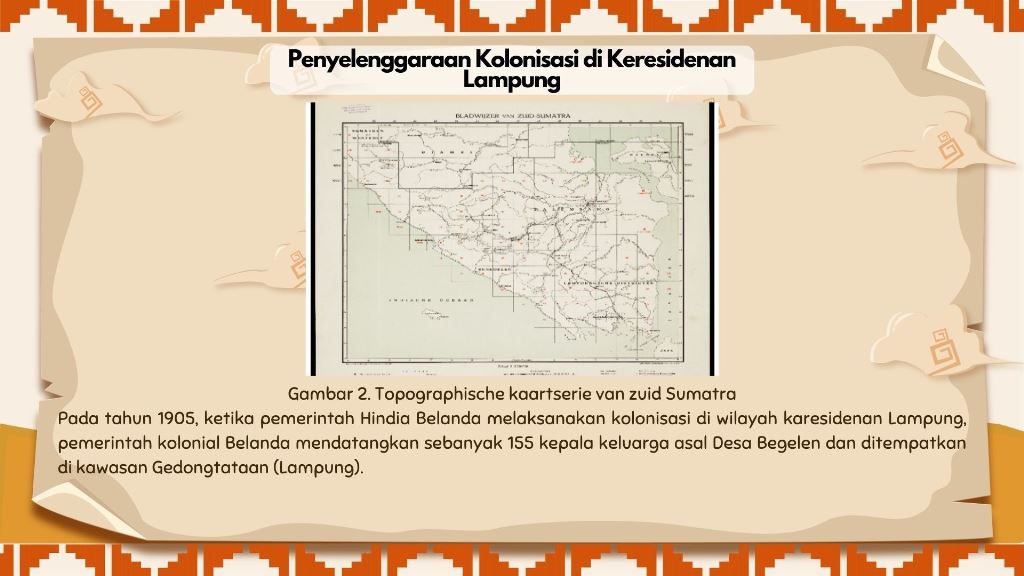 Penyelenggaraan Kolonisasi di Keresidenan
Lampung
BLADWIJZER VAN ZUID-SUMATRA
DJAMBI
PALEMBANG
BENKOELEN
LAMPONGSCHE DISTRICTEN
INDISCHE OCEAAN
JAVA
Gambar 2. Topographische kaartserie van zuid Sumatra
Pada tahun 1905, ketika pemerintah Hindia Belanda melaksanakan kolonisasi di wilayah karesidenan Lampung,
pemerintah kolonial Belanda mendatangkan sebanyak 155 kepala keluarga asal Desa Begelen dan ditempatkan
di kawasan Gedongtataan (Lampung).